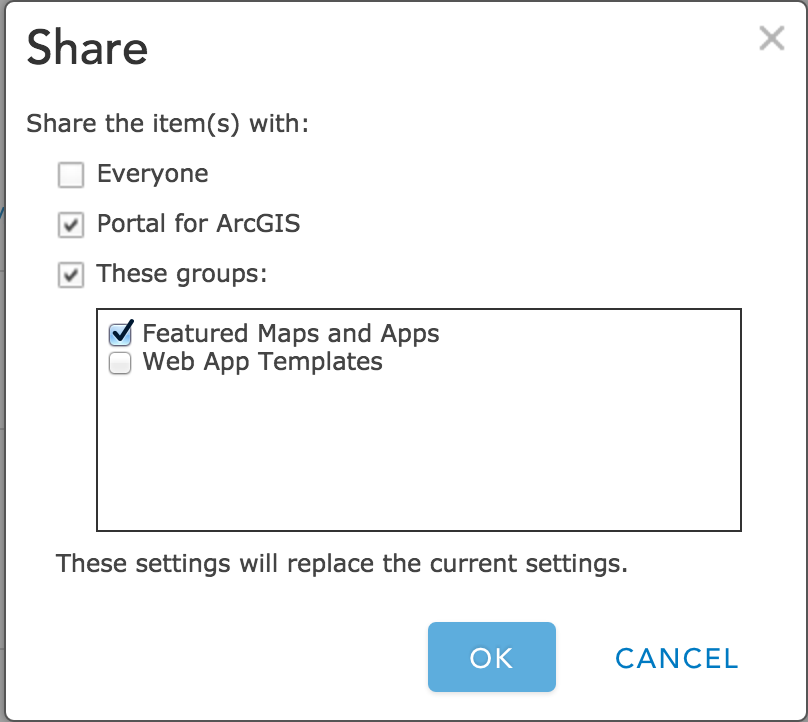 Share
Share the item(s) with:
Everyone
Portal for ArcGIS
These groups:
Featured Maps and Apps
Web App Templates
These settings will replace the current settings.
OK CANCEL